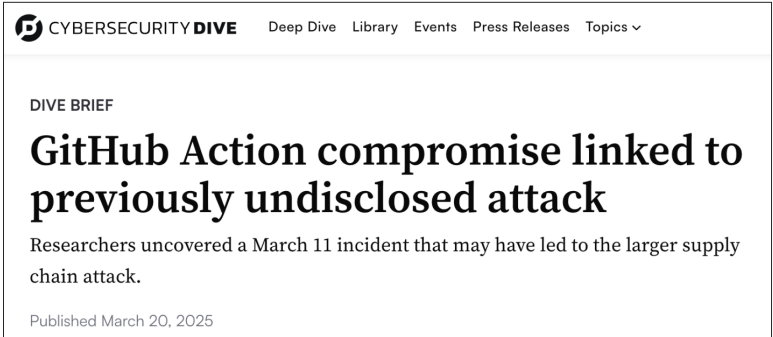 CYBERSECURITY DIVE Deep Dive Library Events Press Releases Topics
DIVE BRIEF
GitHub Action compromise linked to
previously undisclosed attack
Researchers uncovered a March 11 incident that may have led to the larger supply
chain attack.
Published March 20, 2025